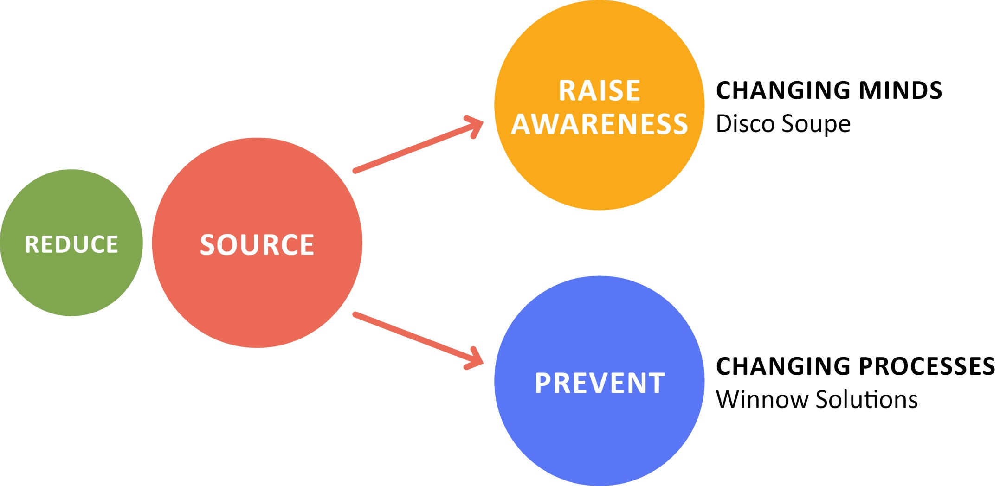 REDUCE
SOURCE
RAISE
AWARENESS
CHANGING MINDS
Disco Soupe
PREVENT
CHANGING PROCESSES
Winnow Solutions